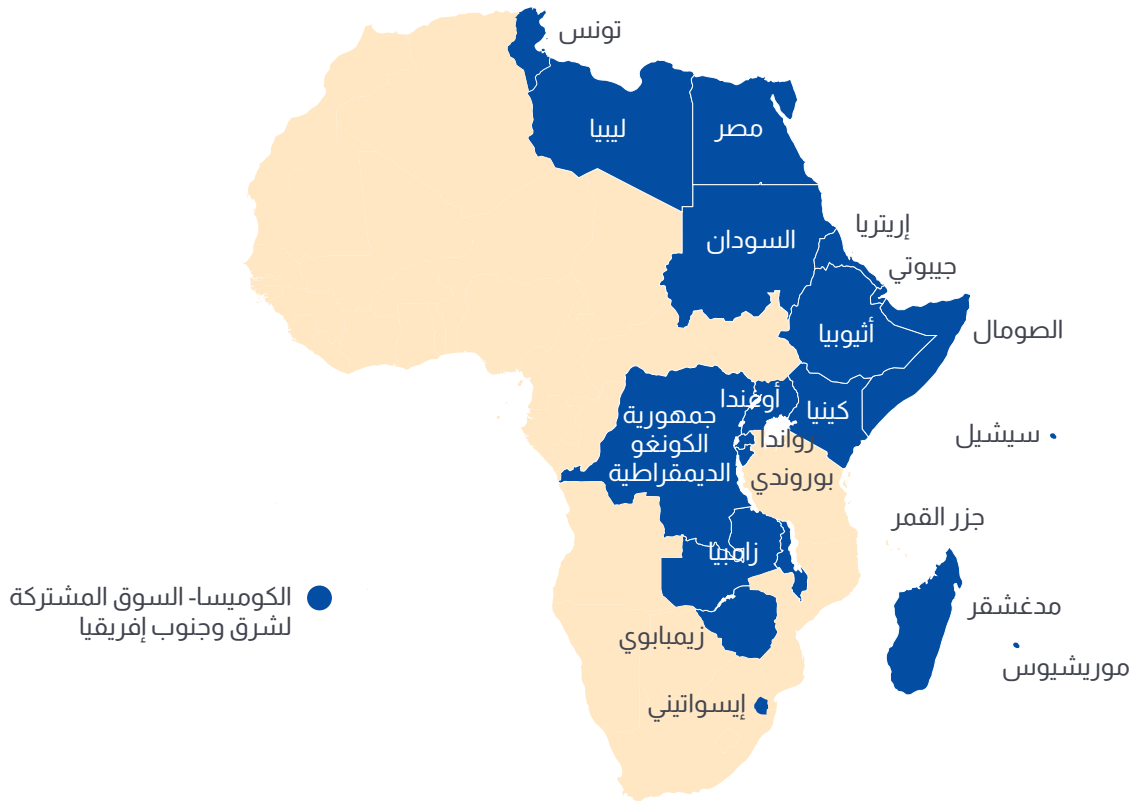 تونس
ليبيا
مصر
السودان
إريتريا
جيبوتي
أثيوبيا
الصومال
أوغندا
كينيا
جمهورية
الكونغو
الديمقراطية
رواندا
بوروندي
سيشيل
جزر القمر
زامبيا
مدغشقر
زيمبابوي
موريشيوس
إيسواتيني
الكوميسا- السوق المشتركة
لشرق وجنوب إفريقيا